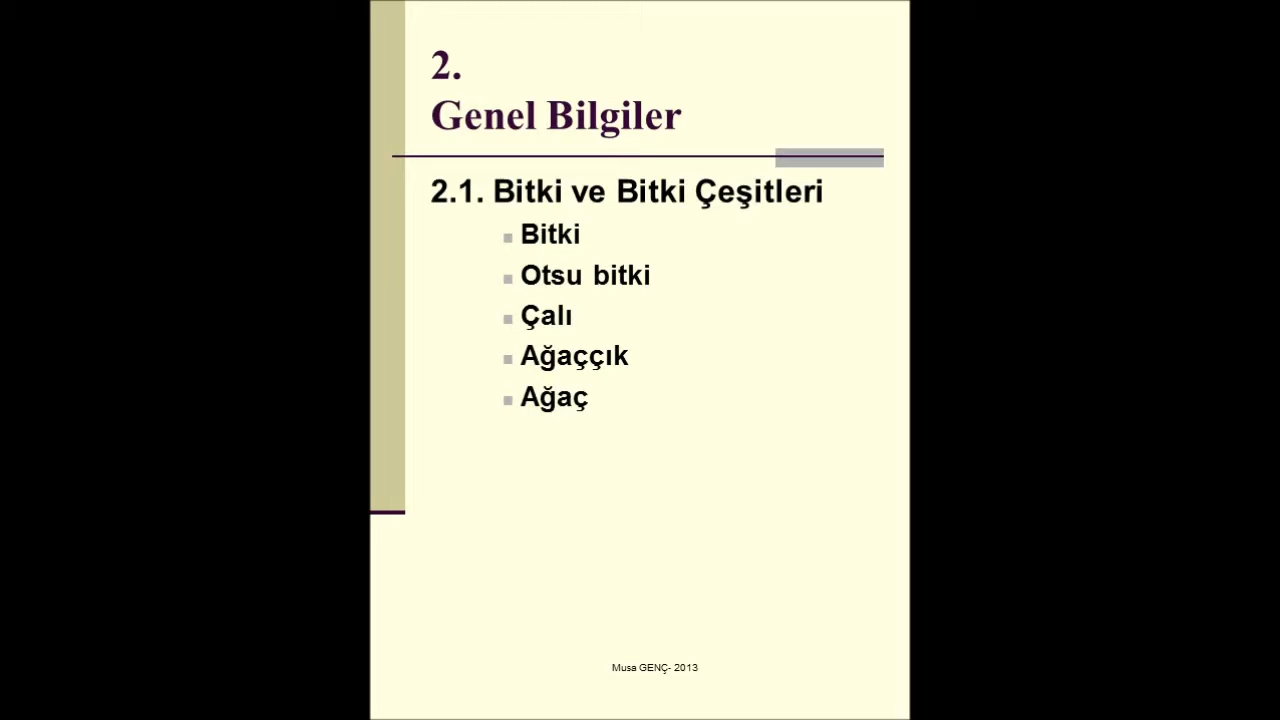 2.
Genel Bilgiler
2.1. Bitki ve Bitki Çeşitleri
Bitki
Otsu bitki
Çalı
Ağaççık
Ağaç
Musa GENÇ- 2013